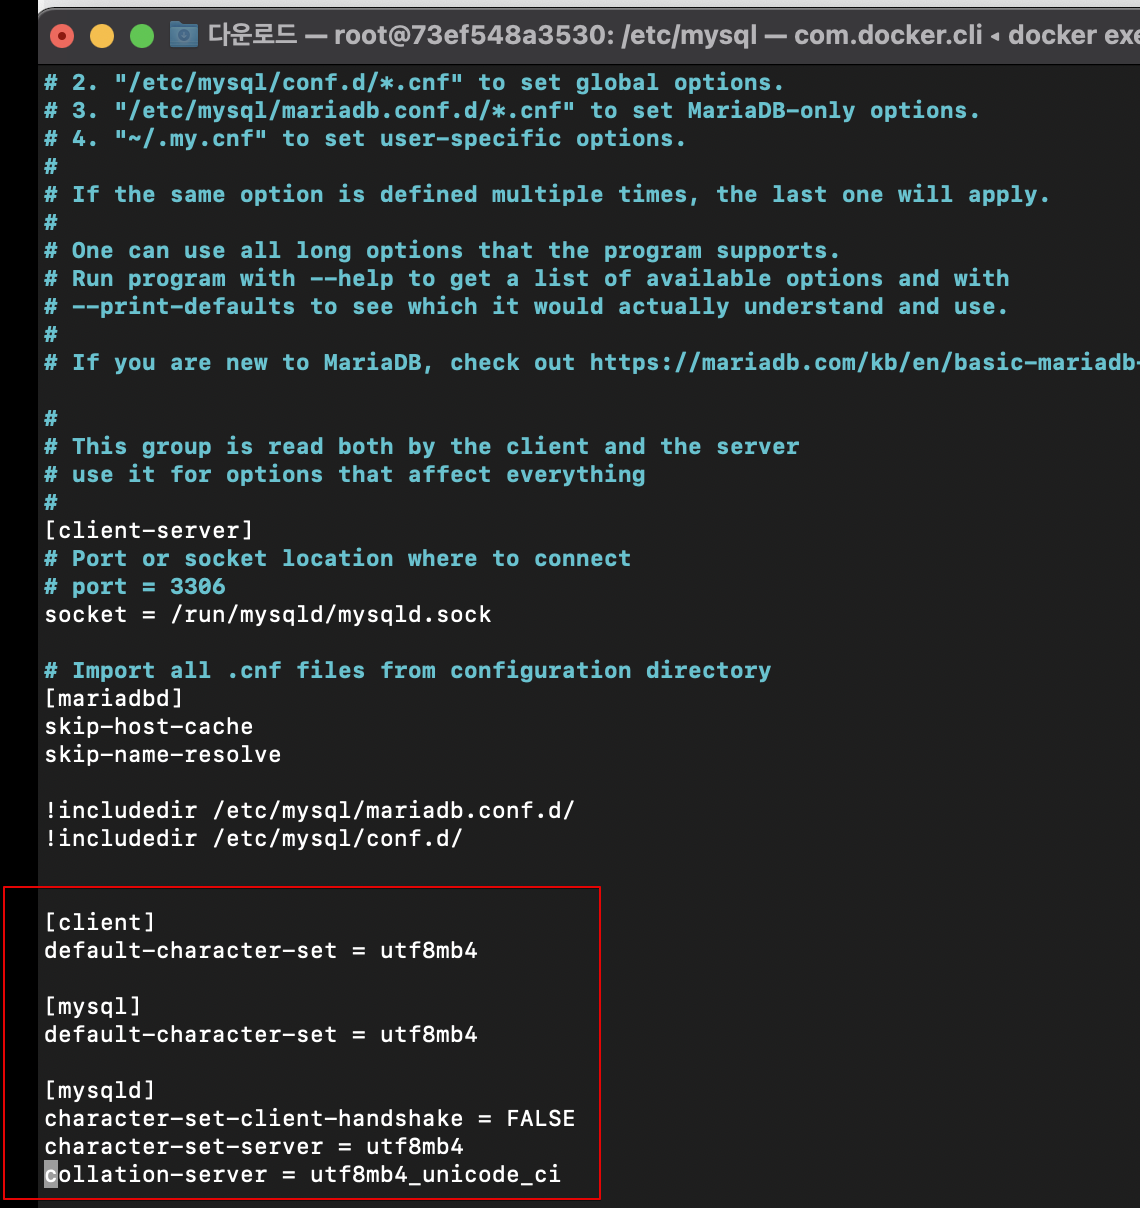 다운로드 — root@73ef548a3530: /etc/mysql — com.docker.cli ◂ docker exe
# 2. "/etc/mysql/conf.d/*.cnf" to set global options.
# 3. "/etc/mysql/mariadb.conf.d/*.cnf" to set MariaDB-only options.
# 4. "~/.my.cnf" to set user-specific options.
#
# If the same option is defined multiple times, the last one will apply.
#
# One can use all long options that the program supports.
# Run program with --help to get a list of available options and with
# --print-defaults to see which it would actually understand and use.
#
# If you are new to MariaDB, check out https://mariadb.com/kb/en/basic-mariadb-
#
# This group is read both by the client and the server
# use it for options that affect everything
#
[client-server]
# Port or socket location where to connect
# port = 3306
socket = /run/mysqld/mysqld.sock
# Import all .cnf files from configuration directory
[mariadbd]
skip-host-cache
skip-name-resolve
!includedir /etc/mysql/mariadb.conf.d/
!includedir /etc/mysql/conf.d/
[client]
default-character-set = utf8mb4
[mysql]
default-character-set = utf8mb4
[mysqld]
character-set-client-handshake = FALSE
character-set-server = utf8mb4
collation-server = utf8mb4_unicode_ci